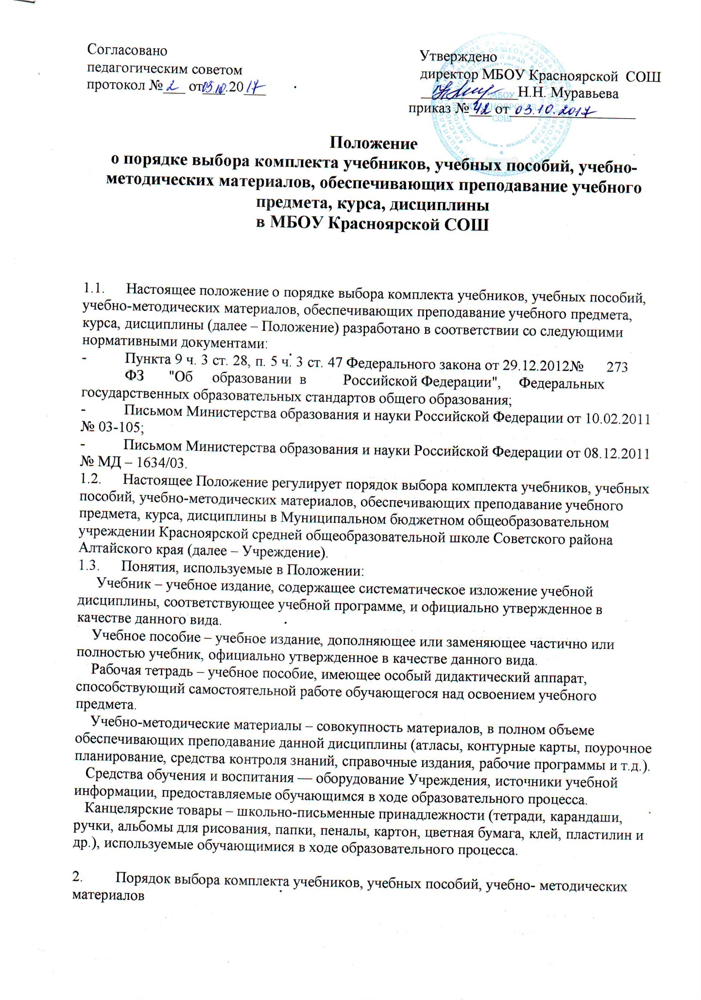 Согласовано
педагогическим советом
протокол № 2 от 03.10.2017
Утверждено
директор МБОУ Красноярской СОШ
Н.Н. Муравьева
приказ № 42 от 03.10.2017
МБОУ
КРАСНОЯРСКАЯ
СОШ
Положение
о порядке выбора комплекта учебников, учебных пособий, учебно-
методических материалов, обеспечивающих преподавание учебного
предмета, курса, дисциплины
в МБОУ Красноярской СОШ
1.1. Настоящее положение о порядке выбора комплекта учебников, учебных пособий,
учебно-методических материалов, обеспечивающих преподавание учебного предмета,
курса, дисциплины (далее – Положение) разработано в соответствии со следующими
нормативными документами:
- Пункта 9 ч. 3 ст. 28, п. 5 ч. 3 ст. 47 Федерального закона от 29.12.2012№ 273
ФЗ "Об образовании в Российской Федерации", Федеральных
государственных образовательных стандартов общего образования;
- Письмом Министерства образования и науки Российской Федерации от 10.02.2011
№ 03-105;
- Письмом Министерства образования и науки Российской Федерации от 08.12.2011
№ МД – 1634/03.
1.2. Настоящее Положение регулирует порядок выбора комплекта учебников, учебных
пособий, учебно-методических материалов, обеспечивающих преподавание учебного
предмета, курса, дисциплины в Муниципальном бюджетном общеобразовательном
учреждении Красноярской средней общеобразовательной школе Советского района
Алтайского края (далее – Учреждение).
1.3. Понятия, используемые в Положении:
Учебник – учебное издание, содержащее систематическое изложение учебной
дисциплины, соответствующее учебной программе, и официально утвержденное в
качестве данного вида.
Учебное пособие – учебное издание, дополняющее или заменяющее частично или
полностью учебник, официально утвержденное в качестве данного вида.
Рабочая тетрадь – учебное пособие, имеющее особый дидактический аппарат,
способствующий самостоятельной работе обучающегося над освоением учебного
предмета.
Учебно-методические материалы – совокупность материалов, в полном объеме
обеспечивающих преподавание данной дисциплины (атласы, контурные карты, поурочное
планирование, средства контроля знаний, справочные издания, рабочие программы и т.д.).
Средства обучения и воспитания — оборудование Учреждения, источники учебной
информации, предоставляемые обучающимся в ходе образовательного процесса.
Канцелярские товары – школьно-письменные принадлежности (тетради, карандаши,
ручки, альбомы для рисования, папки, пеналы, картон, цветная бумага, клей, пластилин и
др.), используемые обучающимися в ходе образовательного процесса.
2. Порядок выбора комплекта учебников, учебных пособий, учебно- методических
материалов